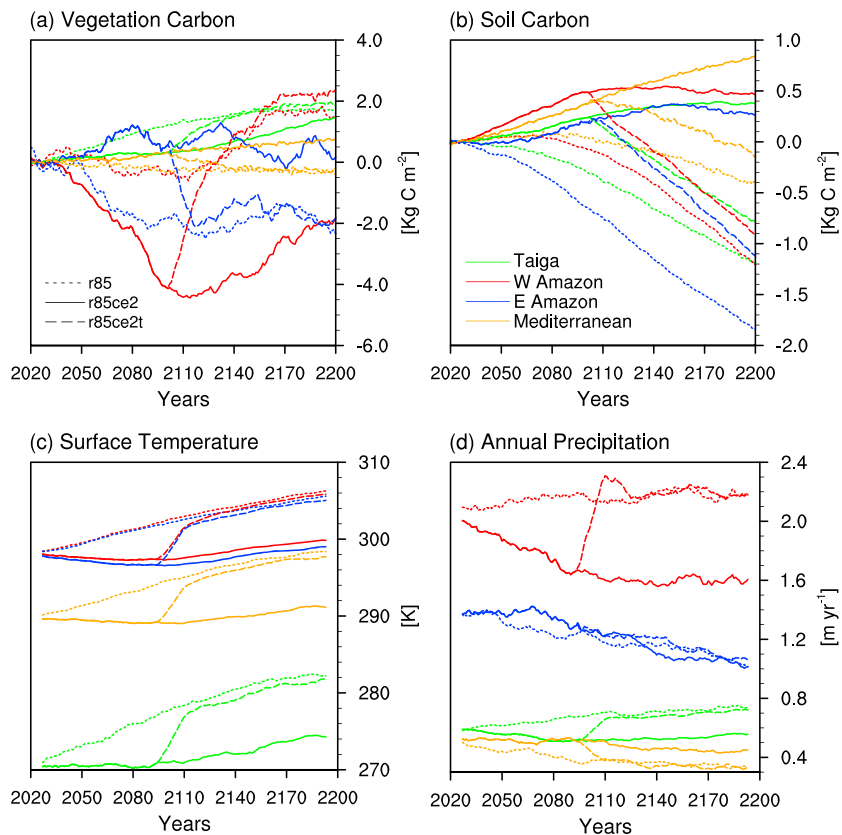 (a) Vegetation Carbon
4.0
2.0
0.0
-2.0
-4.0
-6.0
[Kg C m-2]
r85
r85ce2
r85ce2t
2020 2050 2080 2110 2140 2170 2200
Years
(b) Soil Carbon
1.0
0.5
0.0
-0.5
-1.0
-1.5
-2.0
[Kg C m-2]
Taiga
W Amazon
E Amazon
Mediterranean
2020 2050 2080 2110 2140 2170 2200
Years
(c) Surface Temperature
310
300
290
280
270
[K]
2020 2050 2080 2110 2140 2170 2200
Years
(d) Annual Precipitation
2.4
2.0
1.6
1.2
0.8
0.4
[m yr-1]
2020 2050 2080 2110 2140 2170 2200
Years